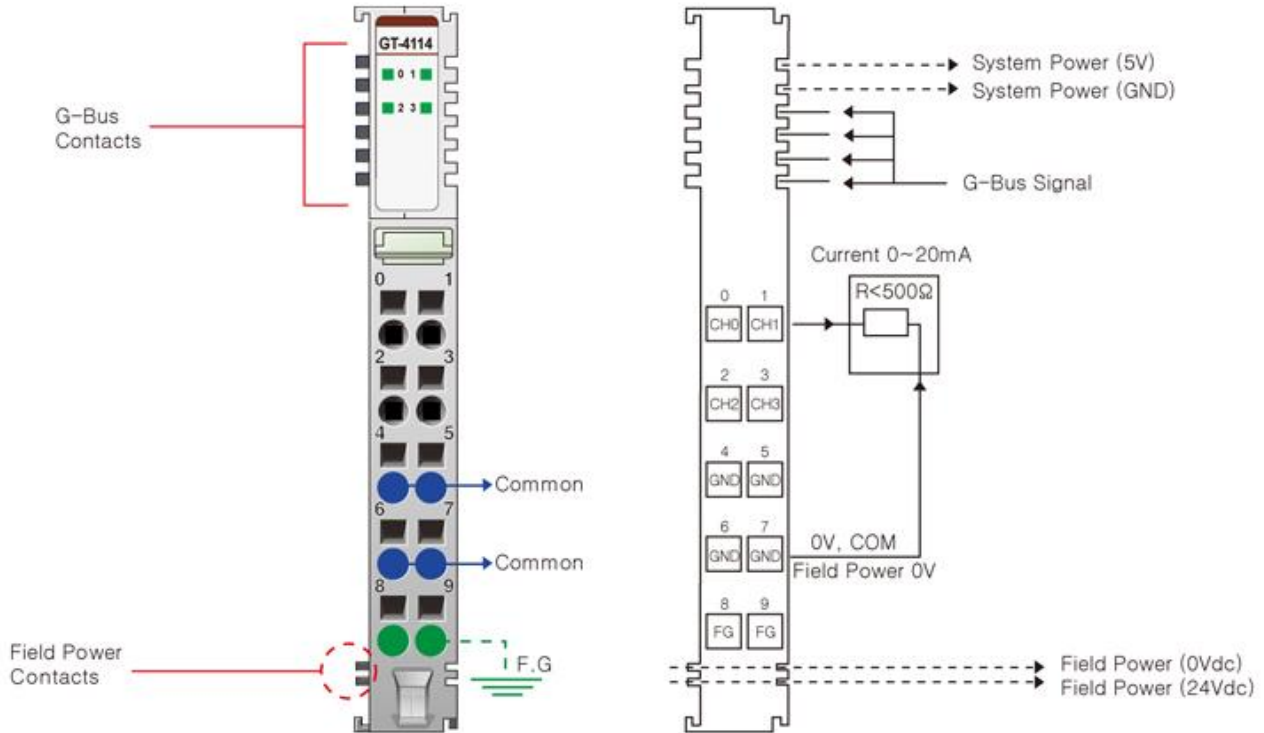 GT-4114
0 1
2 3
G-Bus
Contacts
0 1
2 3
4 5
Common
6 7
Common
8 9
F.G
Field Power
Contacts
System Power (5V)
System Power (GND)
G-Bus Signal
Current 0~20mA
R<500Ω
0 1
CH0 CH1
2 3
CH2 CH3
4 5
GND GND
6 7
GND GND
0V, COM
Field Power 0V
8 9
FG FG
Field Power (0Vdc)
Field Power (24Vdc)